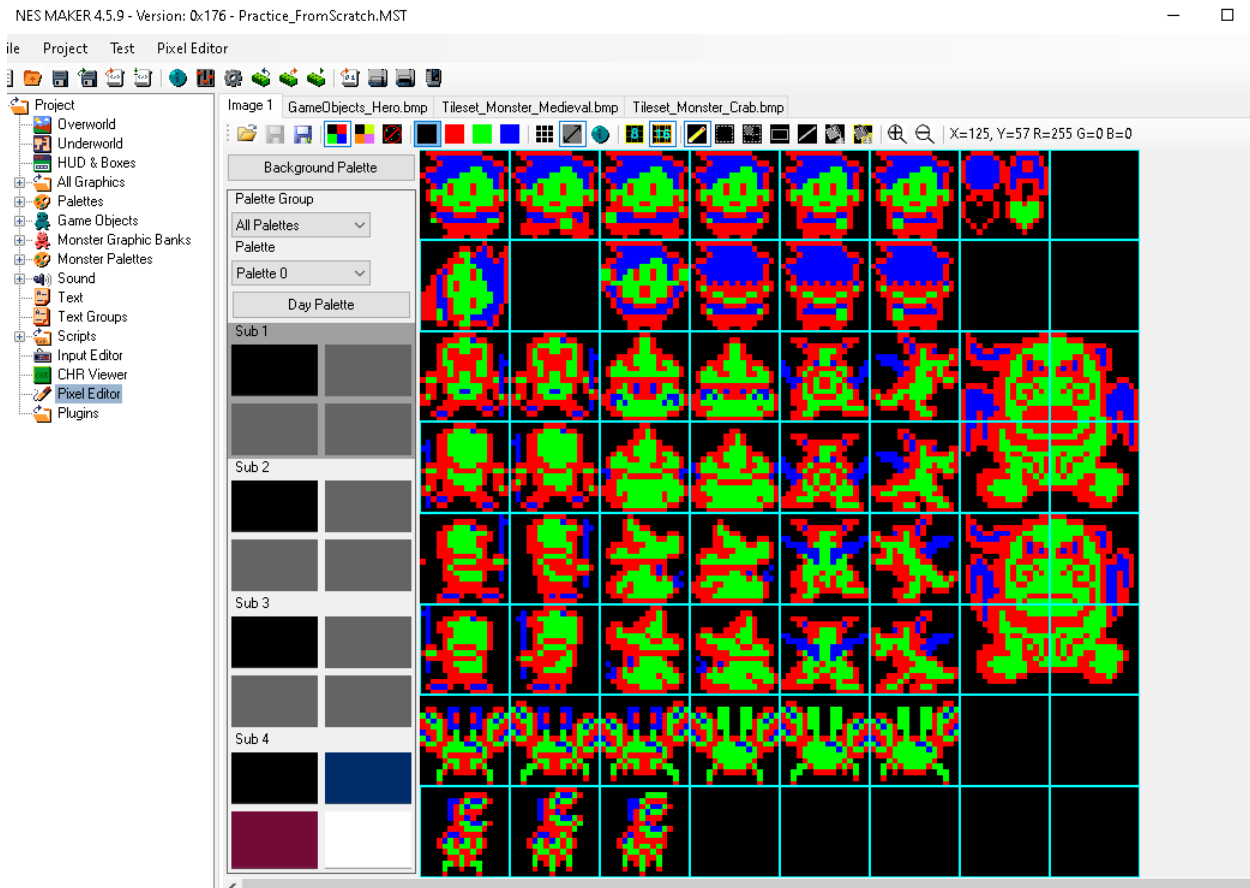 NES MAKER 4.5.9 - Version: 0x176 - Practice_FromScratch.MST
ile Project Test Pixel Editor
Project
Overworld
Underworld
HUD & Boxes
All Graphics
Palettes
Game Objects
Monster Graphic Banks
Monster Palettes
Sound
Text
Text Groups
Scripts
Input Editor
CHR Viewer
Pixel Editor
Plugins
Image 1 GameObjects_Hero.bmp Tileset_Monster_Medieval.bmp Tileset_Monster_Crab.bmp
8 16 X=125, Y=57 R=255 G=0 B=0
Background Palette
Palette Group
All Palettes
Palette
Palette 0
Day Palette
Sub 1
Sub 2
Sub 3
Sub 4